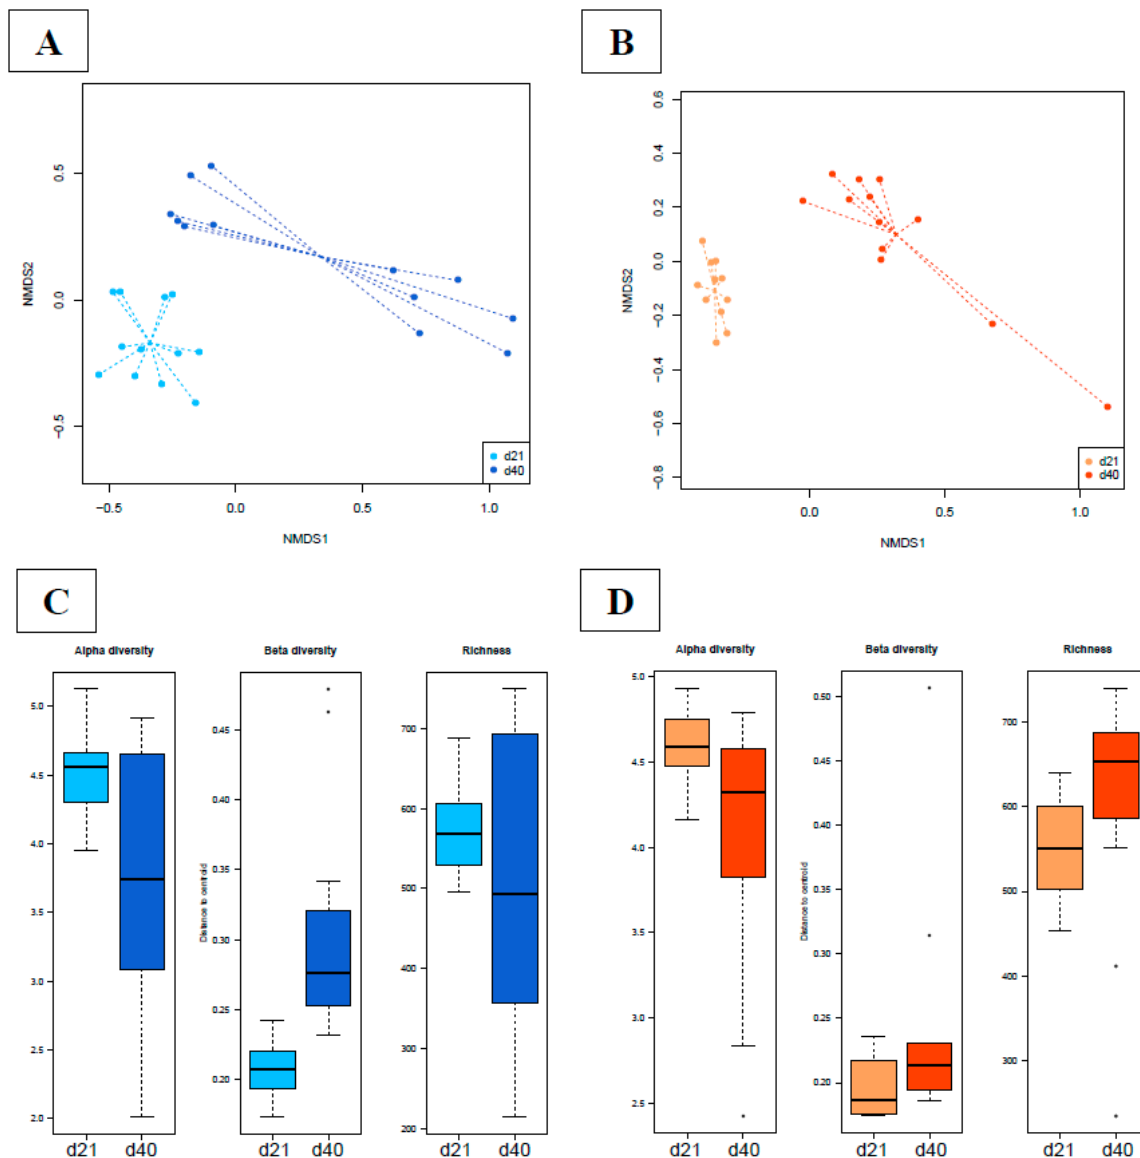 A
B
0.5
0.0
−0.5
NMDS2
−0.5
0.0
0.5
1.0
NMDS1
d21
d40
0.6
0.4
0.2
0.0
−0.2
−0.4
−0.6
−0.8
NMDS2
0.0
0.5
1.0
NMDS1
d21
d40
C
D
Alpha diversity
5.0
4.5
4.0
3.5
3.0
2.5
2.0
d21 d40
Beta diversity
Distance to centroid
0.45
0.40
0.35
0.30
0.25
0.20
d21 d40
Richness
700
600
500
400
300
200
d21 d40
Alpha diversity
5.0
4.5
4.0
3.5
3.0
2.5
d21 d40
Beta diversity
Distance to centroid
0.50
0.45
0.40
0.35
0.30
0.25
0.20
d21 d40
Richness
700
600
500
400
300
d21 d40